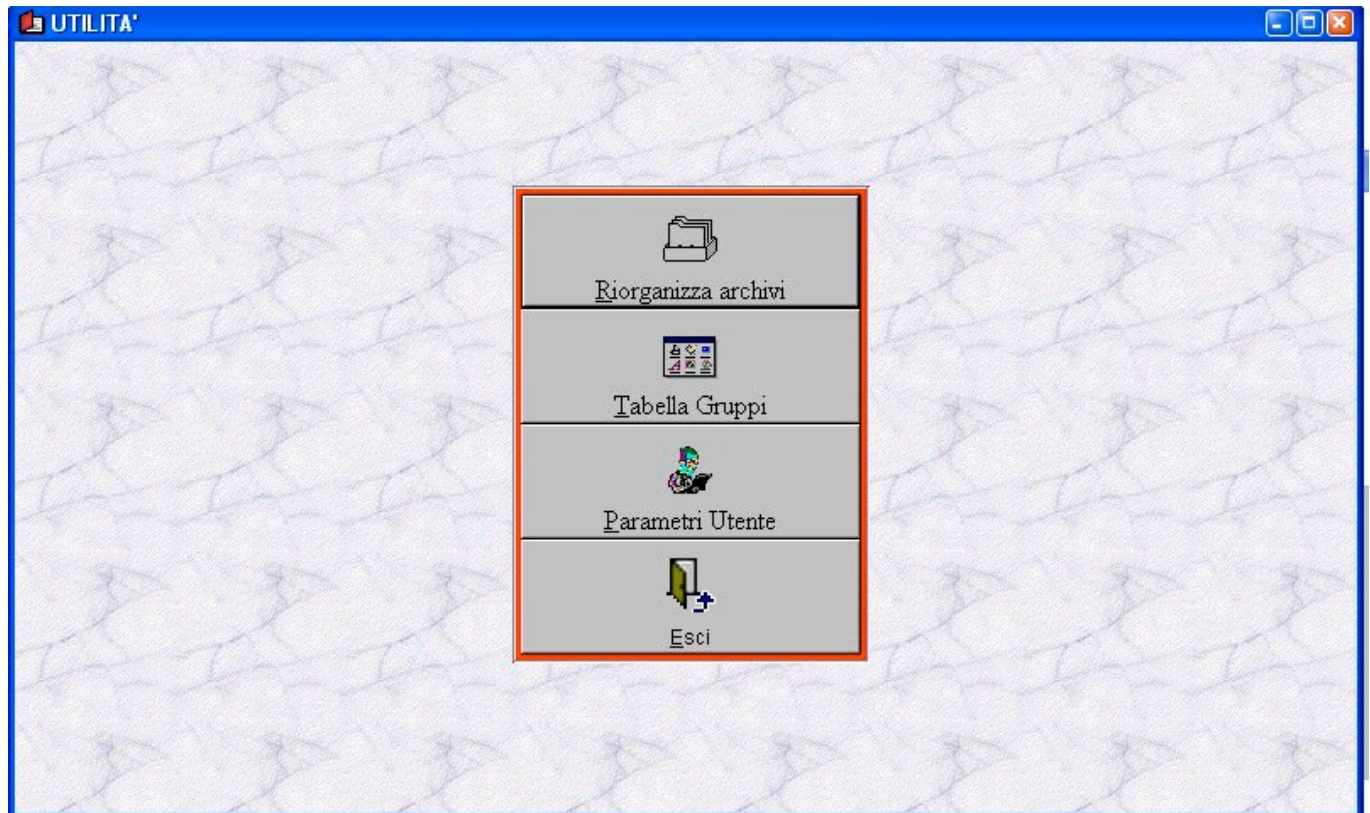 UTILITA'
Riorganizza archivi
Tabella Gruppi
Parametri Utente
Esci